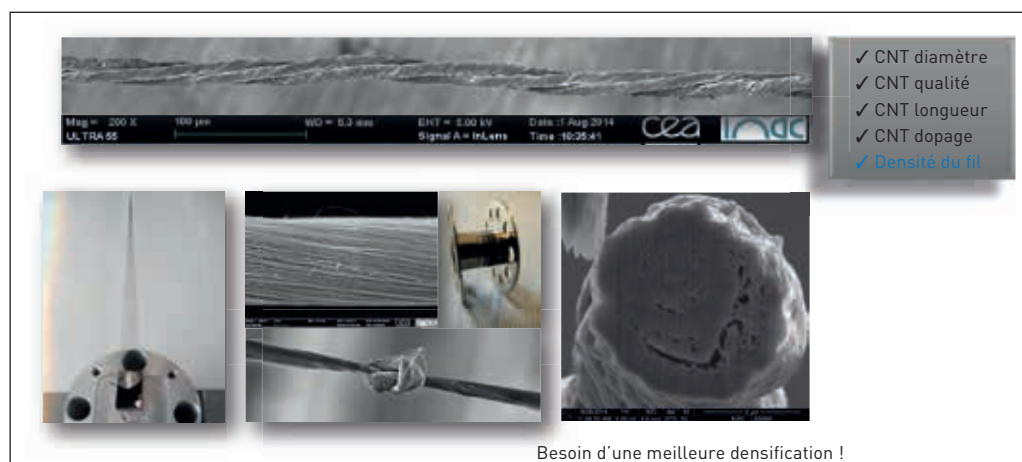 Mag = 200 X 100 µm WD = 5.3 mm EHT = 5.00 kV Date :1 Aug 2014
ULTRA 55 Signal A = InLens Time :10:35:41
cea inac
✓ CNT diamètre
✓ CNT qualité
✓ CNT longueur
✓ CNT dopage
✓ Densité du fil
cea
Besoin d'une meilleure densification !